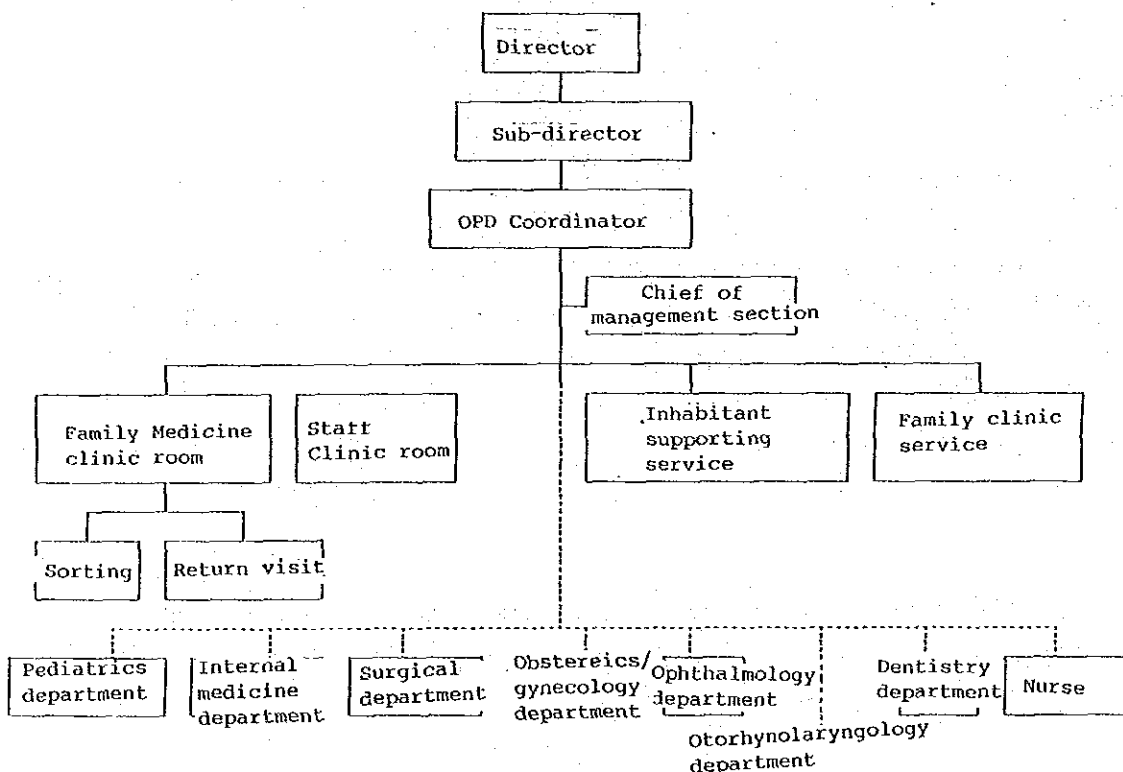 Director
Sub-director
OPD Coordinator
Chief of
management section
Family Medicine
clinic room
Staff
Clinic room
Inhabitant
supporting
service
Family clinic
service
Sorting
Return visit
Pediatrics
department
Internal
medicine
department
Surgical
department
Obstereics/
gynecology
department
Ophthalmology
department
Otorhynolaryngology
department
Dentistry
department
Nurse